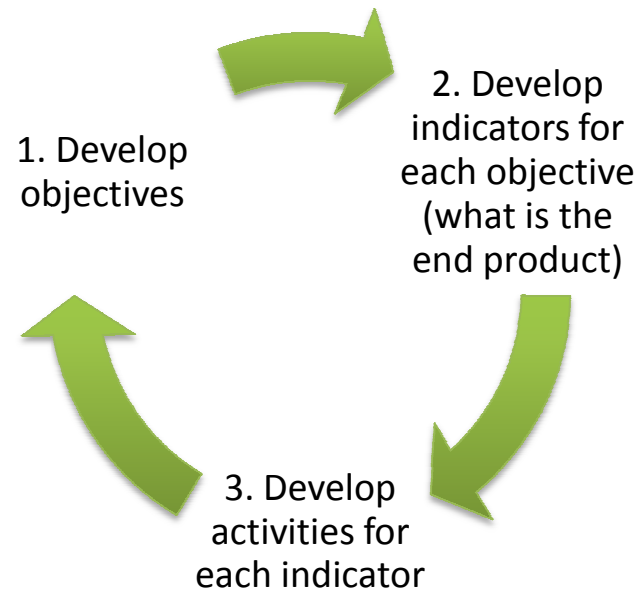 1. Develop
objectives
2. Develop
indicators for
each objective
(what is the
end product)
3. Develop
activities for
each indicator